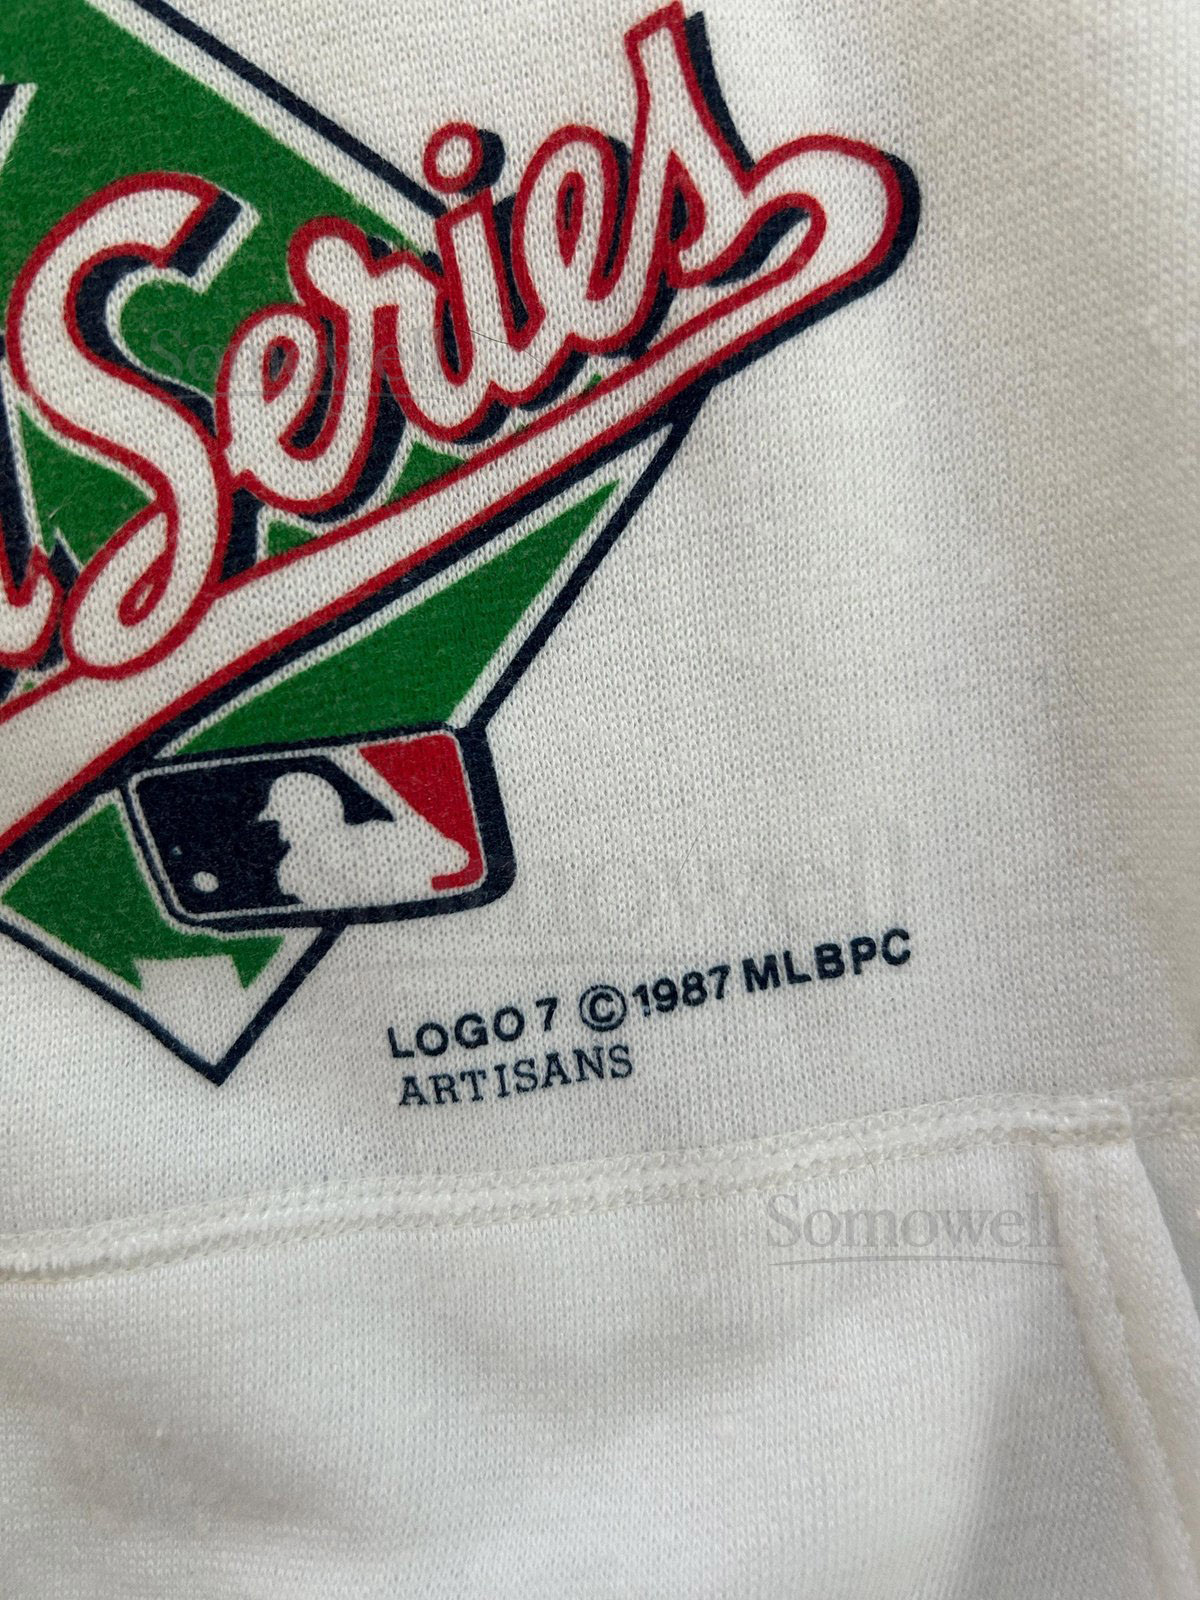 Series
LOGO 7 © 1987 MLBPC
ARTISANS
Somowell